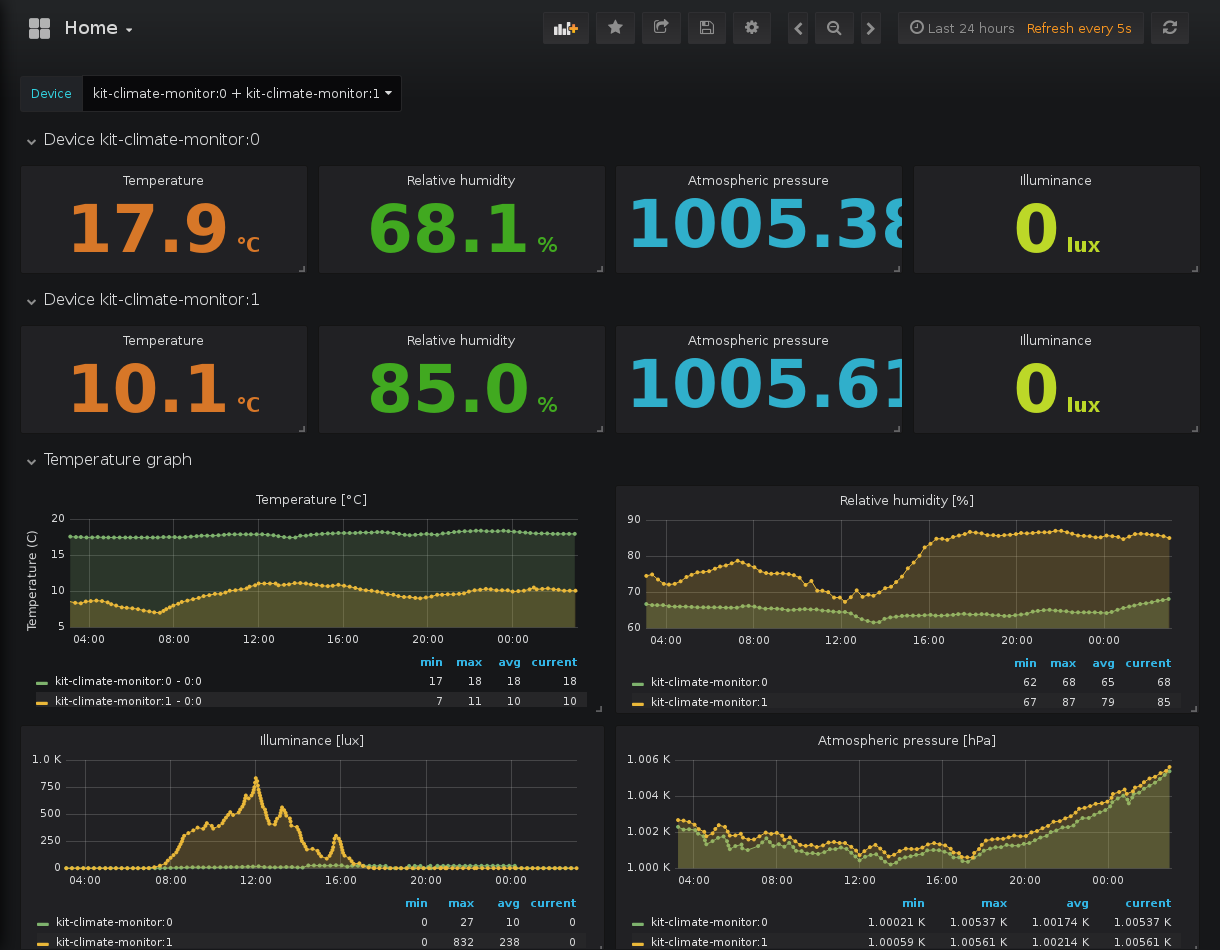 Home
Last 24 hours Refresh every 5s
Device kit-climate-monitor:0 + kit-climate-monitor:1
Device kit-climate-monitor:0
Temperature Relative humidity Atmospheric pressure Illuminance
17.9 °C 68.1 % 1005.38 0 lux
Device kit-climate-monitor:1
Temperature Relative humidity Atmospheric pressure Illuminance
10.1 °C 85.0 % 1005.61 0 lux
Temperature graph
Temperature [°C]
Temperature (C)
20
15
10
5
04:00 08:00 12:00 16:00 20:00 00:00
min max avg current
kit-climate-monitor:0 - 0:0 17 18 18 18
kit-climate-monitor:1 - 0:0 7 11 10 10
Relative humidity [%]
90
80
70
60
04:00 08:00 12:00 16:00 20:00 00:00
min max avg current
kit-climate-monitor:0 62 68 65 68
kit-climate-monitor:1 67 87 79 85
Illuminance [lux]
1.0 K
750
500
250
0
04:00 08:00 12:00 16:00 20:00 00:00
min max avg current
kit-climate-monitor:0 0 27 10 0
kit-climate-monitor:1 0 832 238 0
Atmospheric pressure [hPa]
1.006 K
1.004 K
1.002 K
1.000 K
04:00 08:00 12:00 16:00 20:00 00:00
min max avg current
kit-climate-monitor:0 1.00021 K 1.00537 K 1.00174 K 1.00537 K
kit-climate-monitor:1 1.00059 K 1.00561 K 1.00214 K 1.00561 K